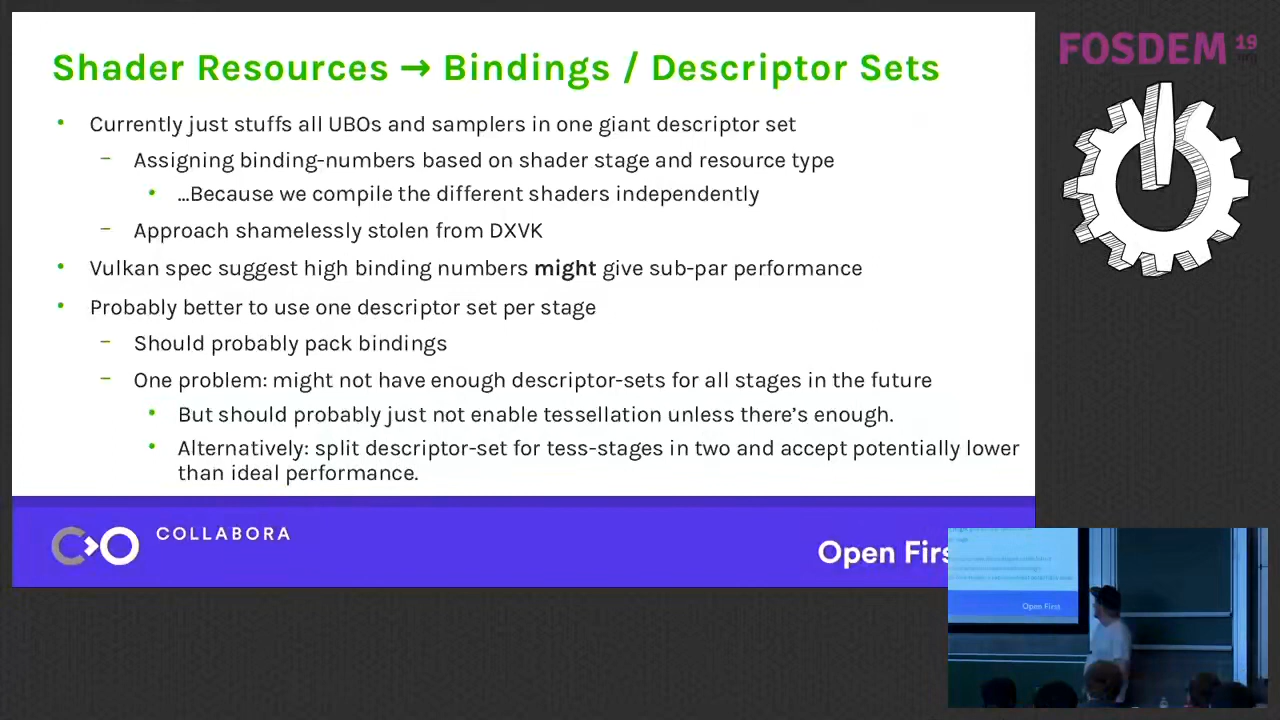 Shader Resources → Bindings / Descriptor Sets
• Currently just stuffs all UBOs and samplers in one giant descriptor set
– Assigning binding-numbers based on shader stage and resource type
• …Because we compile the different shaders independently
– Approach shamelessly stolen from DXVK
• Vulkan spec suggest high binding numbers might give sub-par performance
• Probably better to use one descriptor set per stage
– Should probably pack bindings
– One problem: might not have enough descriptor-sets for all stages in the future
• But should probably just not enable tessellation unless there’s enough.
• Alternatively: split descriptor-set for tess-stages in two and accept potentially lower
than ideal performance.
COLLABORA
Open Firs
FOSDEM 19
Open First